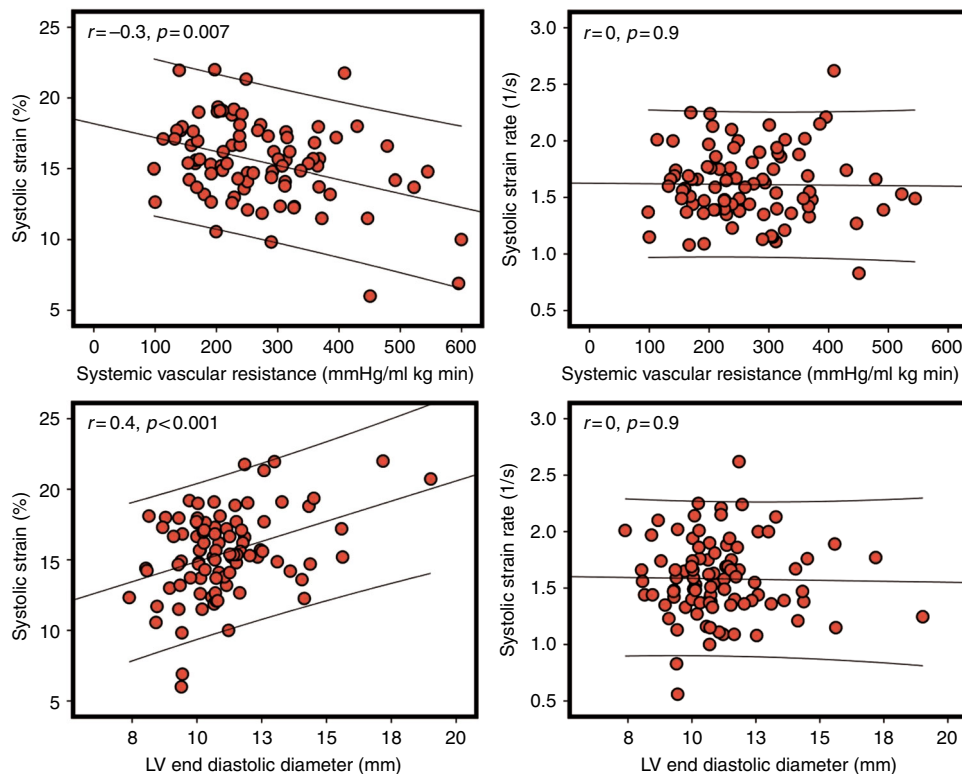 r=−0.3, p=0.007
25
20
15
10
5
Systolic strain (%)
0 100 200 300 400 500 600
Systemic vascular resistance (mmHg/ml kg min)
r=0, p=0.9
3.0
2.5
2.0
1.5
1.0
0.5
Systolic strain rate (1/s)
0 100 200 300 400 500 600
Systemic vascular resistance (mmHg/ml kg min)
r=0.4, p<0.001
25
20
15
10
5
Systolic strain (%)
8 10 13 15 18 20
LV end diastolic diameter (mm)
r=0, p=0.9
3.0
2.5
2.0
1.5
1.0
0.5
Systolic strain rate (1/s)
8 10 13 15 18 20
LV end diastolic diameter (mm)